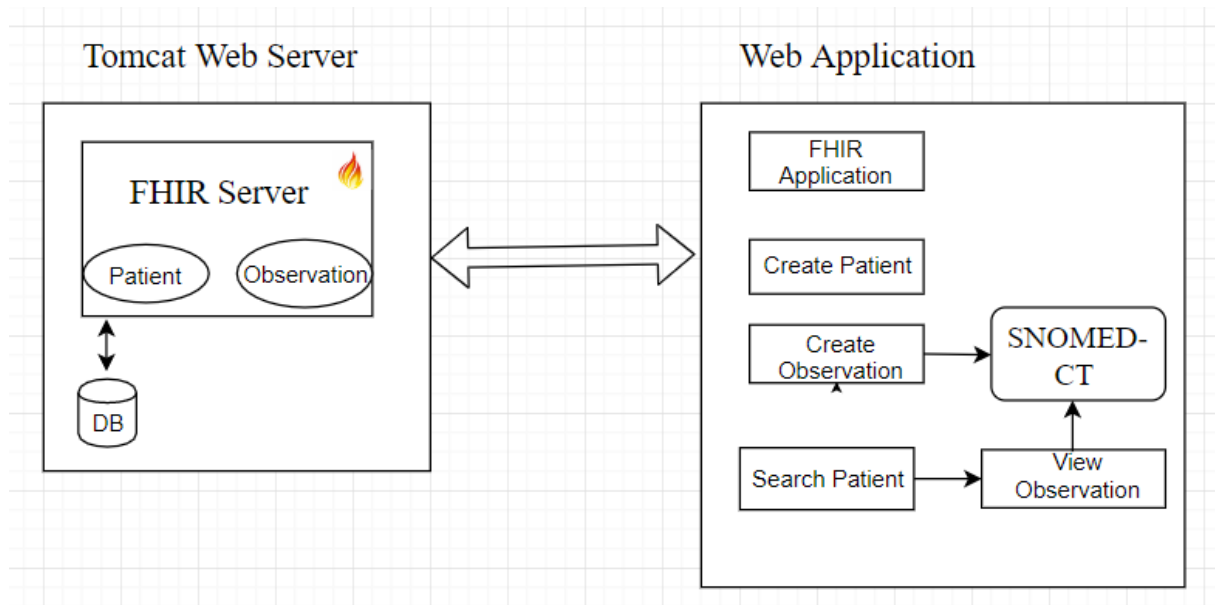 Tomcat Web Server
FHIR Server
Patient
Observation
DB
Web Application
FHIR
Application
Create Patient
Create
Observation
SNOMED-
CT
Search Patient
View
Observation